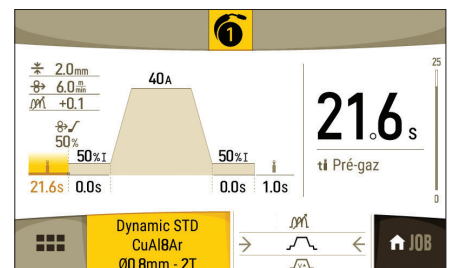 1
2.0mm
6.0 m/min
+0.1
50%
40A
50%I
50%I
21.6s
0.0s
0.0s
1.0s
21.6 s
Pré-gaz
25
0
Dynamic STD
CuAl8Ar
Ø0.8mm - 2T
JOB